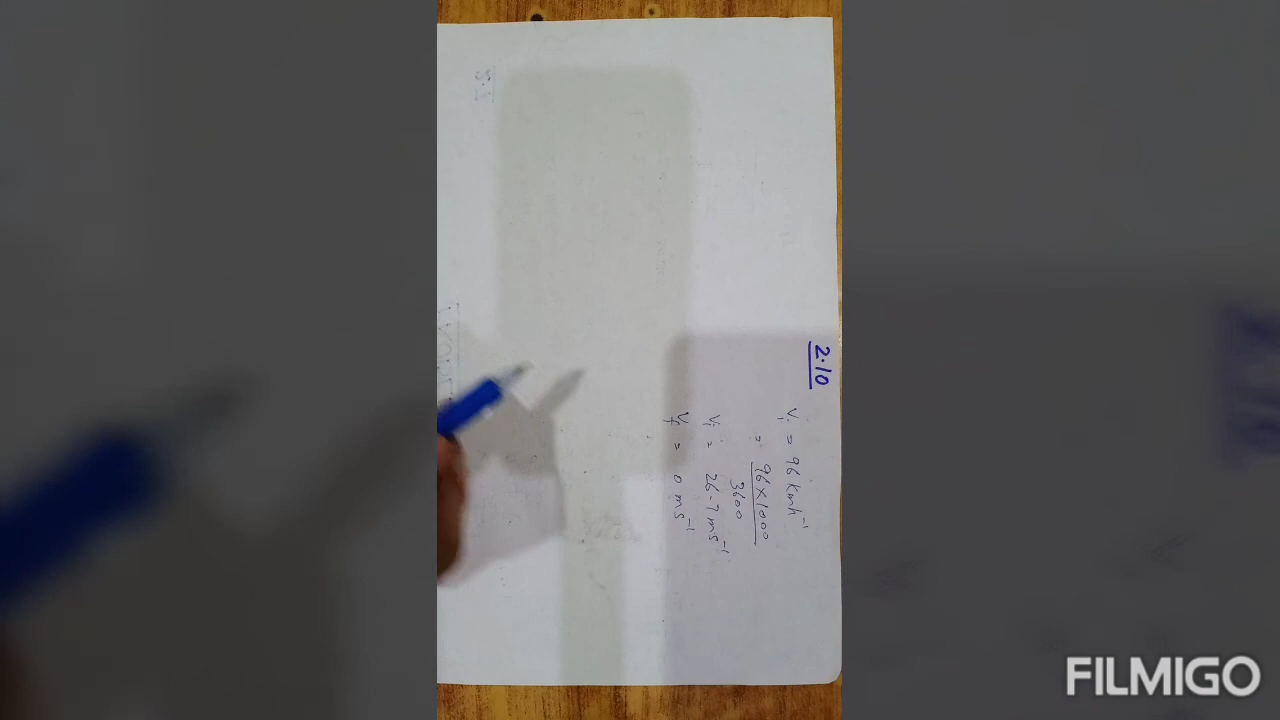 2.10
Vi = 96 kmh⁻¹
= 96 × 1000
3600
Vi = 26.7 ms⁻¹
Vf = 0 ms⁻¹
FILMIGO